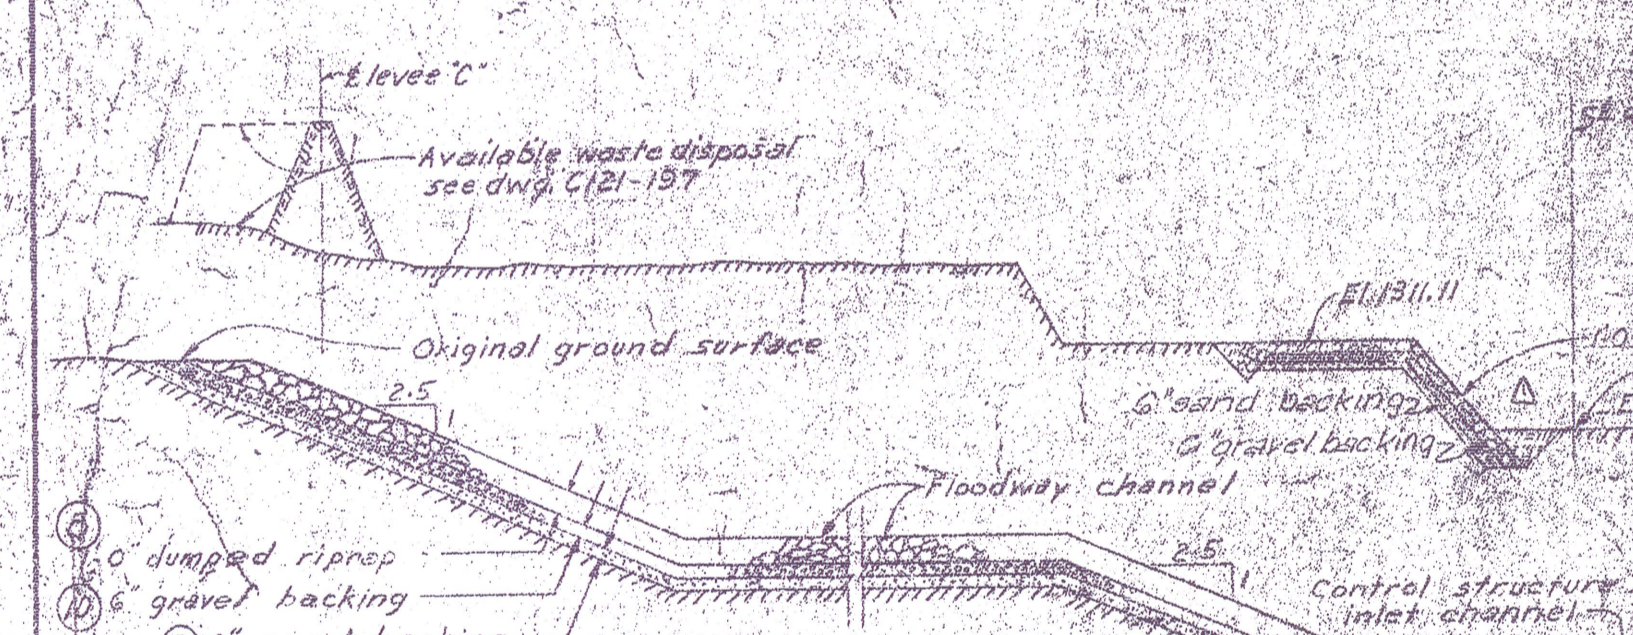 ℄ levee "C"
Available waste disposal
see dwg. C121-197
El. 1311.11
Original ground surface
2.5
1
6" sand backing
6" gravel backing
Floodway channel
2.5
1
dumped riprap
6" gravel backing
Control structure
inlet channel